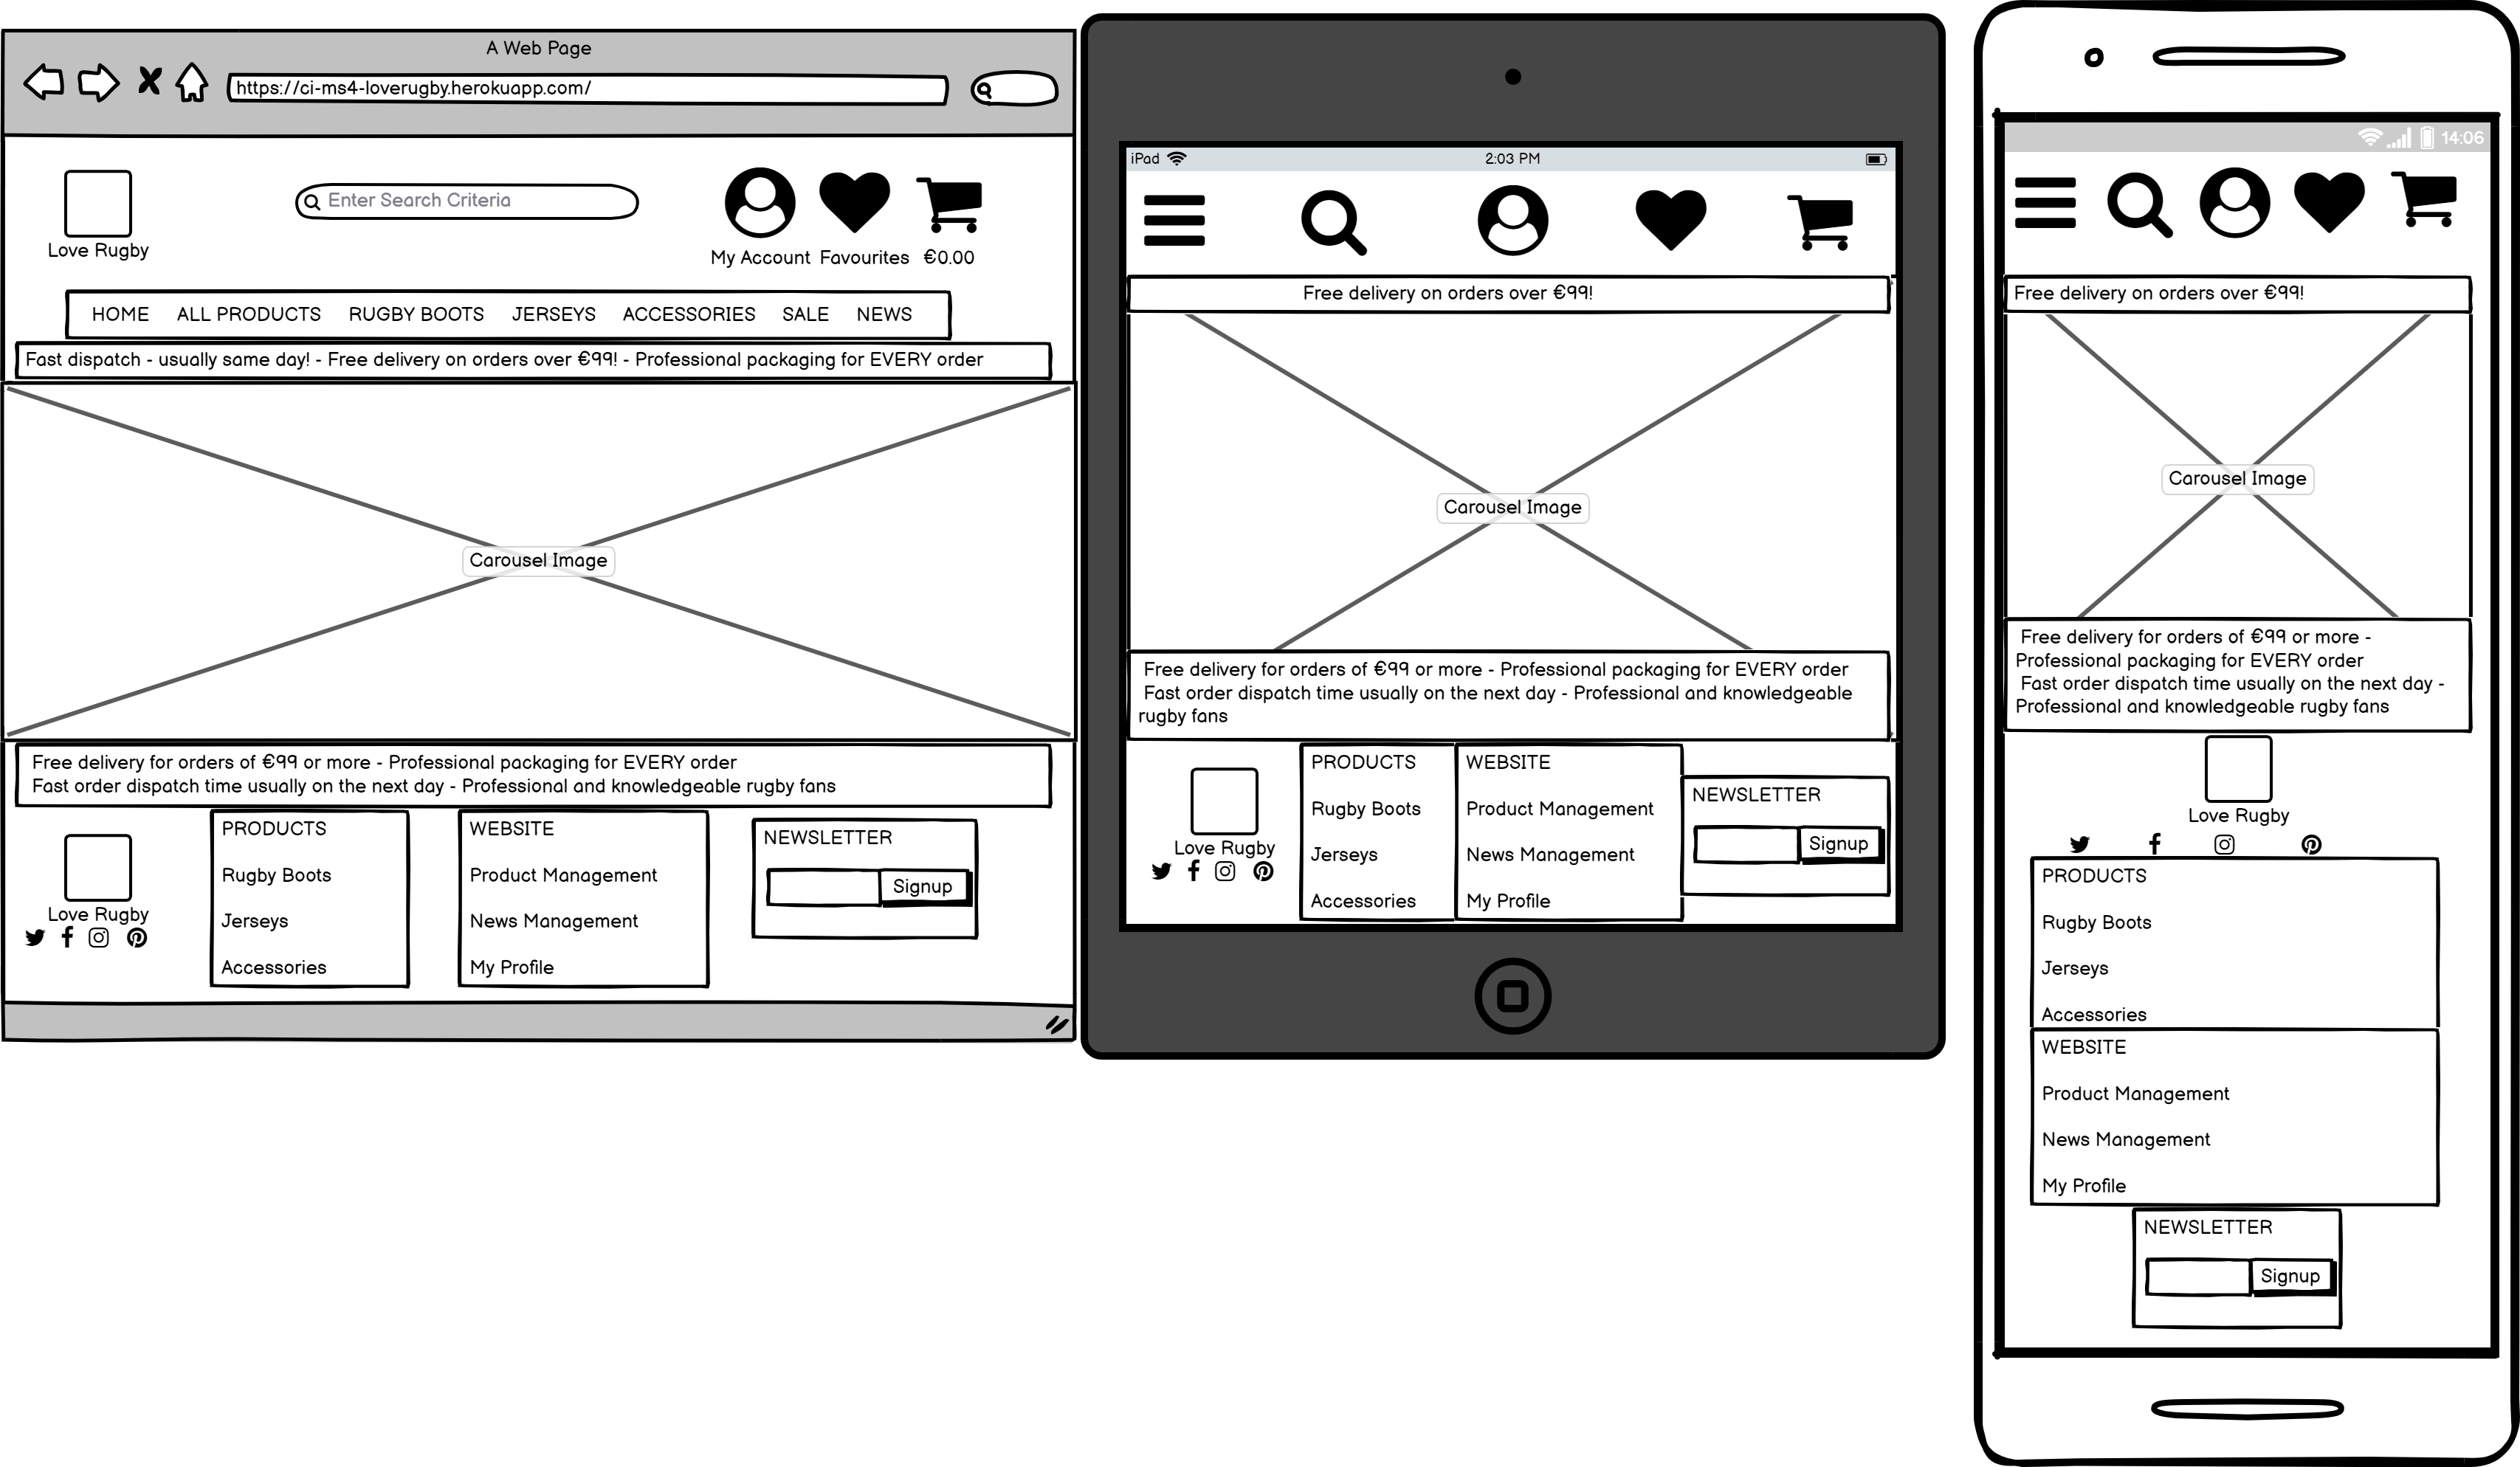 A Web Page
https://ci-ms4-loverugby.herokuapp.com/
Enter Search Criteria
Love Rugby
My Account Favourites €0.00
HOME ALL PRODUCTS RUGBY BOOTS JERSEYS ACCESSORIES SALE NEWS
Fast dispatch - usually same day! - Free delivery on orders over €99! - Professional packaging for EVERY order
Carousel Image
Free delivery for orders of €99 or more - Professional packaging for EVERY order
Fast order dispatch time usually on the next day - Professional and knowledgeable rugby fans
Love Rugby
PRODUCTS
Rugby Boots
Jerseys
Accessories
WEBSITE
Product Management
News Management
My Profile
NEWSLETTER
Signup
iPad 2:03 PM
Free delivery on orders over €99!
Carousel Image
Free delivery for orders of €99 or more - Professional packaging for EVERY order
Fast order dispatch time usually on the next day - Professional and knowledgeable
rugby fans
Love Rugby
PRODUCTS
Rugby Boots
Jerseys
Accessories
WEBSITE
Product Management
News Management
My Profile
NEWSLETTER
Signup
14:06
Free delivery on orders over €99!
Carousel Image
Free delivery for orders of €99 or more -
Professional packaging for EVERY order
Fast order dispatch time usually on the next day -
Professional and knowledgeable rugby fans
Love Rugby
PRODUCTS
Rugby Boots
Jerseys
Accessories
WEBSITE
Product Management
News Management
My Profile
NEWSLETTER
Signup